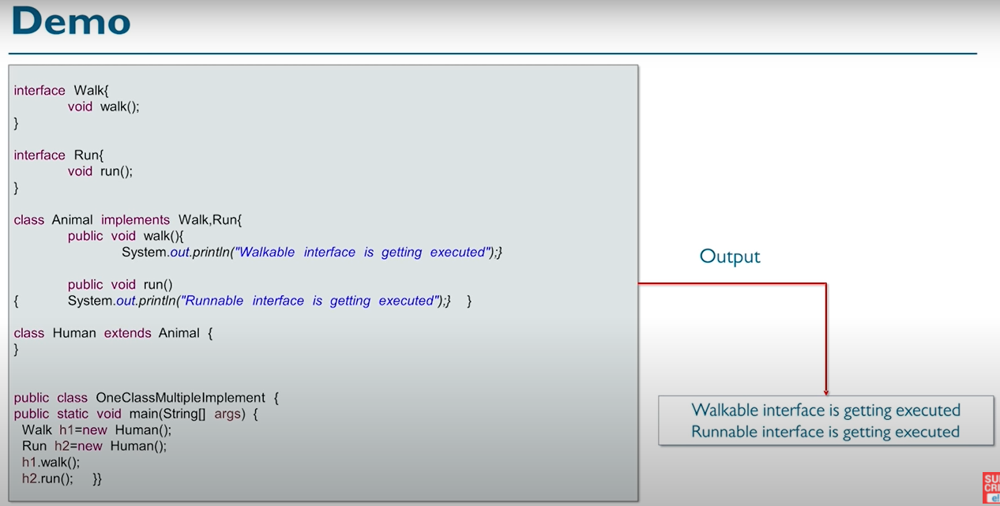 Demo
interface Walk{
void walk();
}
interface Run{
void run();
}
class Animal implements Walk,Run{
public void walk(){
System.out.println("Walkable interface is getting executed");}
public void run()
{ System.out.println("Runnable interface is getting executed");} }
class Human extends Animal {
}
public class OneClassMultipleImplement {
public static void main(String[] args) {
Walk h1=new Human();
Run h2=new Human();
h1.walk();
h2.run(); }}
Output
Walkable interface is getting executed
Runnable interface is getting executed